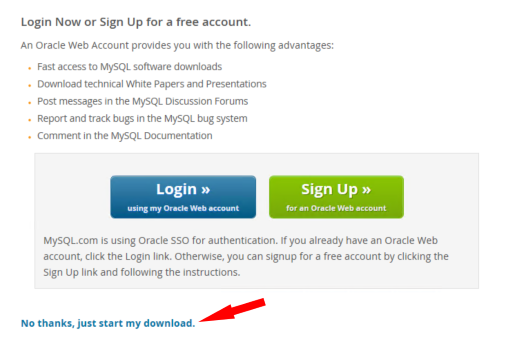 Login Now or Sign Up for a free account.
An Oracle Web Account provides you with the following advantages:
Fast access to MySQL software downloads
Download technical White Papers and Presentations
Post messages in the MySQL Discussion Forums
Report and track bugs in the MySQL bug system
Comment in the MySQL Documentation
Login »
using my Oracle Web account
Sign Up »
for an Oracle Web account
MySQL.com is using Oracle SSO for authentication. If you already have an Oracle Web
account, click the Login link. Otherwise, you can signup for a free account by clicking the
Sign Up link and following the instructions.
No thanks, just start my download.